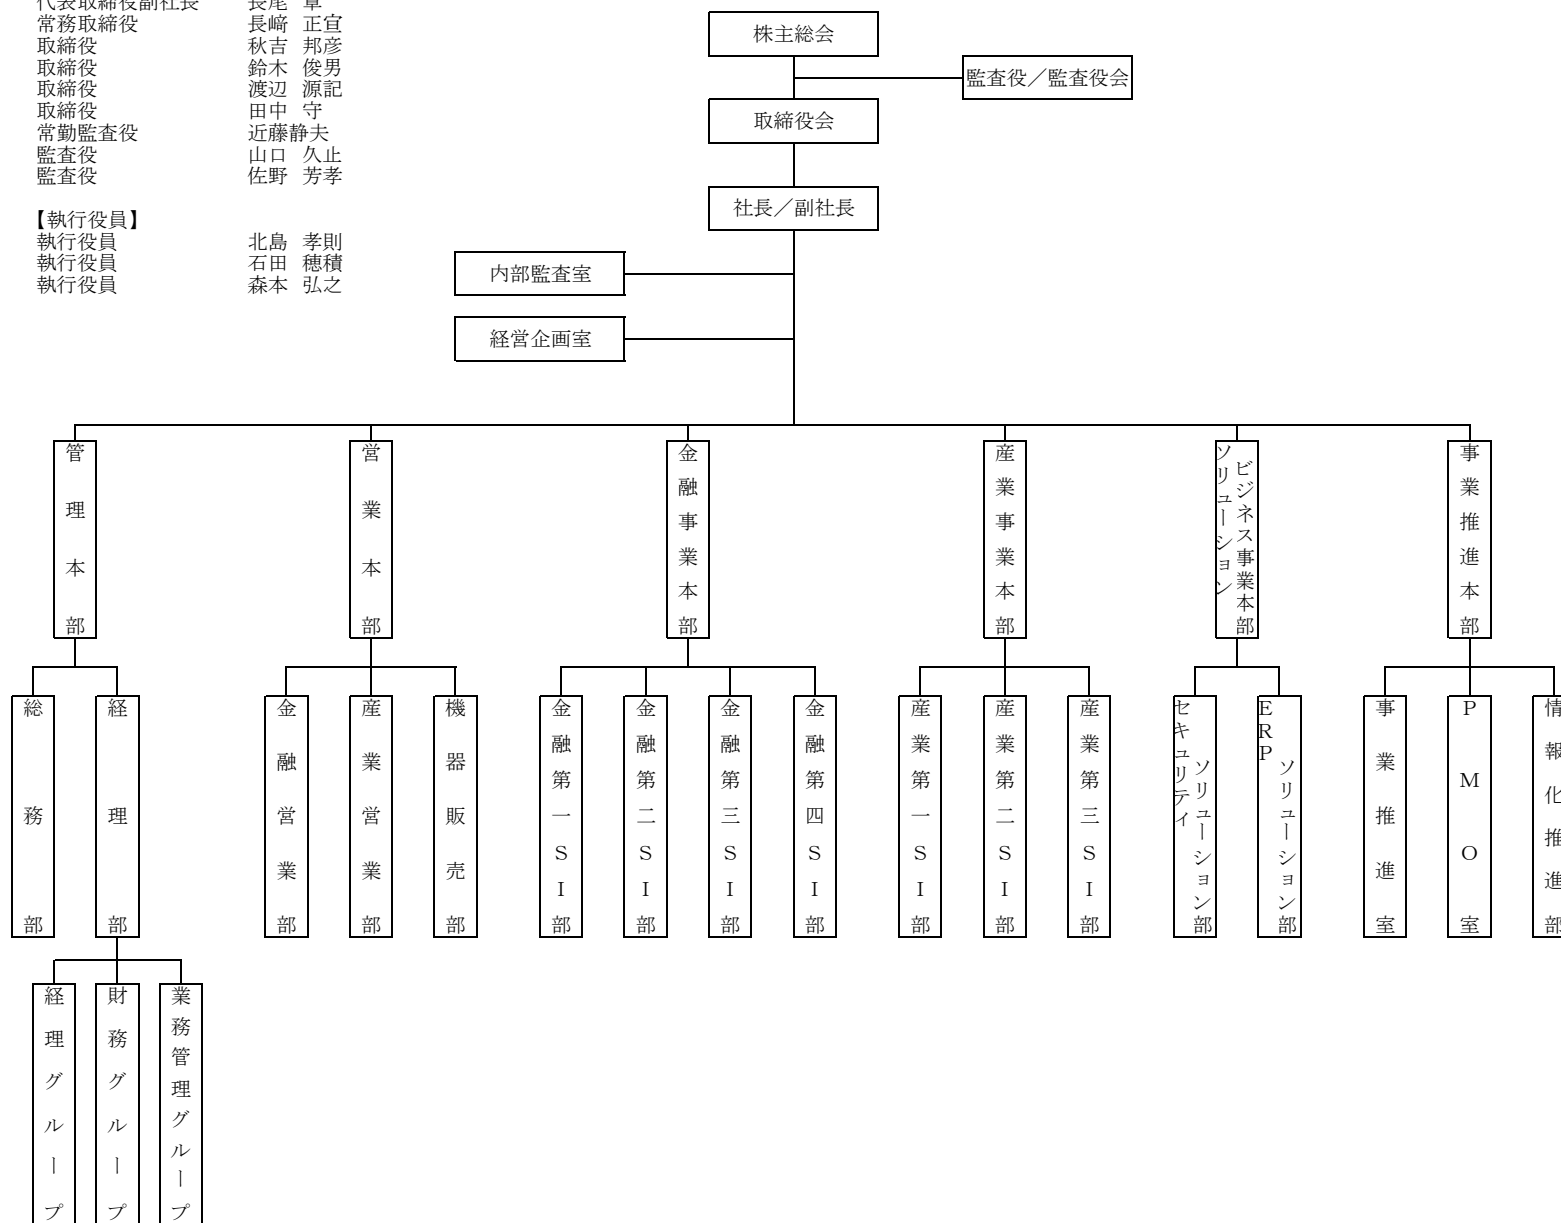 代表取締役副社長 長尾 章
常務取締役 長﨑 正宣
取締役 秋吉 邦彦
取締役 鈴木 俊男
取締役 渡辺 源記
取締役 田中 守
常勤監査役 近藤静夫
監査役 山口 久止
監査役 佐野 芳孝
【執行役員】
執行役員 北島 孝則
執行役員 石田 穂積
執行役員 森本 弘之
株主総会
監査役／監査役会
取締役会
社長／副社長
内部監査室
経営企画室
管理本部
営業本部
金融事業本部
産業事業本部
ソリューション
ビジネス事業本部
事業推進本部
総務部
経理部
金融営業部
産業営業部
機器販売部
金融第一SI部
金融第二SI部
金融第三SI部
金融第四SI部
産業第一SI部
産業第二SI部
産業第三SI部
セキュリティ
ソリューション部
ERP
ソリューション部
事業推進室
PMO室
情報化推進部
経理グループ
財務グループ
業務管理グループ